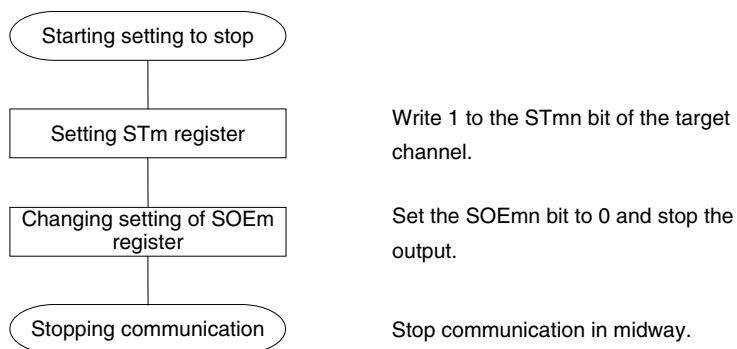 Starting setting to stop
Setting STm register
Write 1 to the STmn bit of the target
channel.
Changing setting of SOEm
register
Set the SOEmn bit to 0 and stop the
output.
Stopping communication
Stop communication in midway.